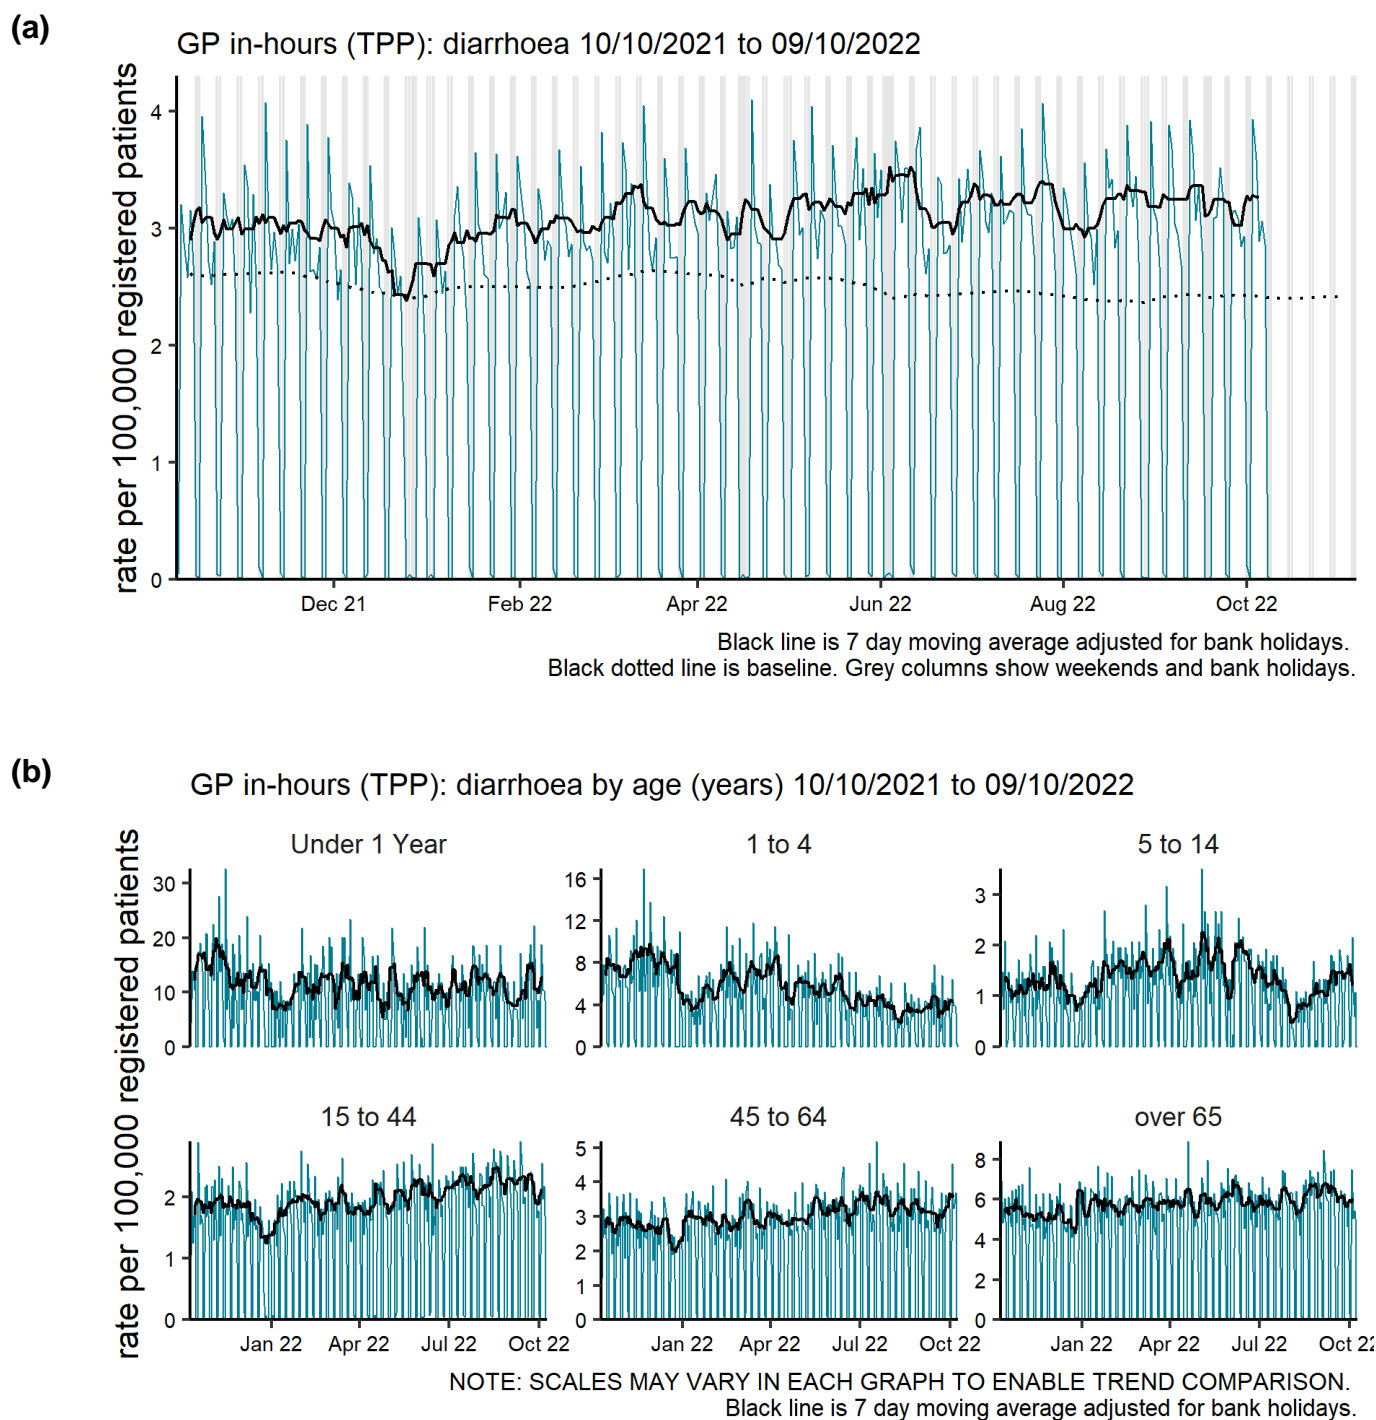 (a)
GP in-hours (TPP): diarrhoea 10/10/2021 to 09/10/2022
rate per 100,000 registered patients
4
3
2
1
0
Dec 21
Feb 22
Apr 22
Jun 22
Aug 22
Oct 22
Black line is 7 day moving average adjusted for bank holidays.
Black dotted line is baseline. Grey columns show weekends and bank holidays.
(b)
GP in-hours (TPP): diarrhoea by age (years) 10/10/2021 to 09/10/2022
rate per 100,000 registered patients
Under 1 Year
30
20
10
0
1 to 4
16
12
8
4
0
5 to 14
3
2
1
0
15 to 44
2
1
0
Jan 22
Apr 22
Jul 22
Oct 22
45 to 64
5
4
3
2
1
0
Jan 22
Apr 22
Jul 22
Oct 22
over 65
8
6
4
2
0
Jan 22
Apr 22
Jul 22
Oct 22
NOTE: SCALES MAY VARY IN EACH GRAPH TO ENABLE TREND COMPARISON.
Black line is 7 day moving average adjusted for bank holidays.